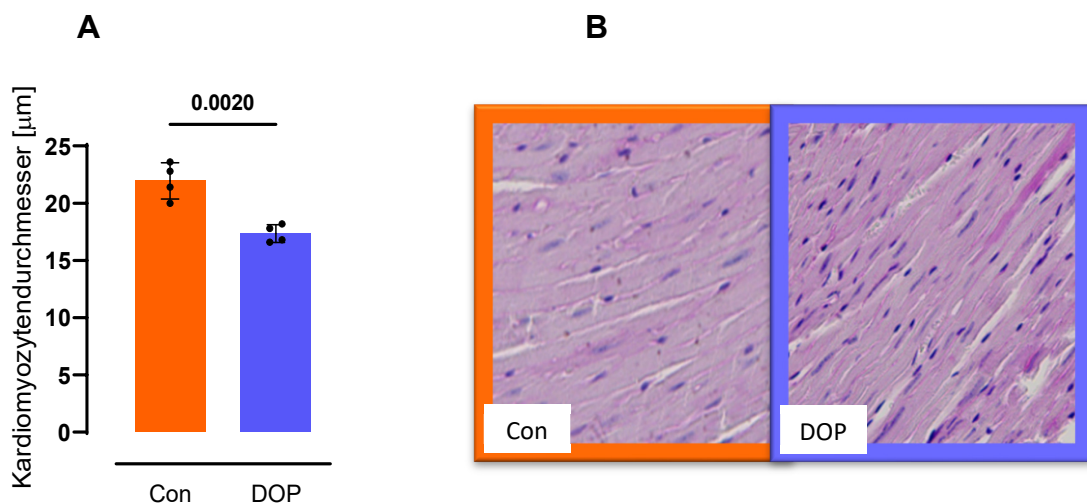 A
B
0.0020
Kardiomyozytendurchmesser [µm]
25
20
15
10
5
0
Con
DOP
Con
DOP